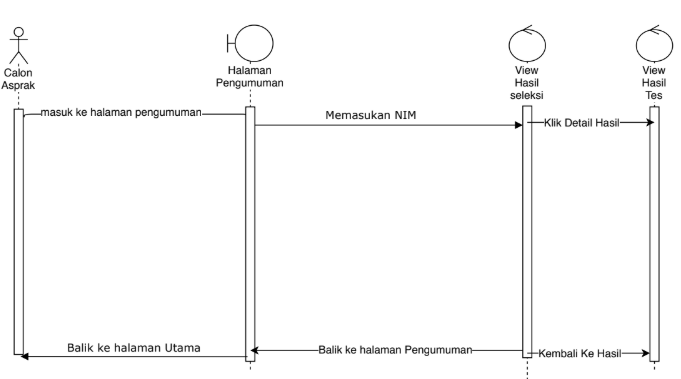 Calon
Asprak
Halaman
Pengumuman
View
Hasil
seleksi
View
Hasil
Tes
masuk ke halaman pengumuman
Memasukan NIM
Klik Detail Hasil
Balik ke halaman Utama
Balik ke halaman Pengumuman
Kembali Ke Hasil